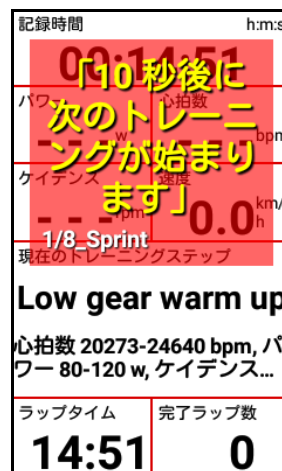 記録時間 h:m:s
00:14:51
「10 秒後に
次のトレーニ
ングが始まり
ます」
パワー
--- w
心拍数
--- bpm
ケイデンス
--- rpm
速度
0.0 km/h
1/8_Sprint
現在のトレーニングステップ
Low gear warm up
心拍数 20273-24640 bpm, パ
ワー 80-120 w, ケイデンス...
ラップタイム 完了ラップ数
14:51 0